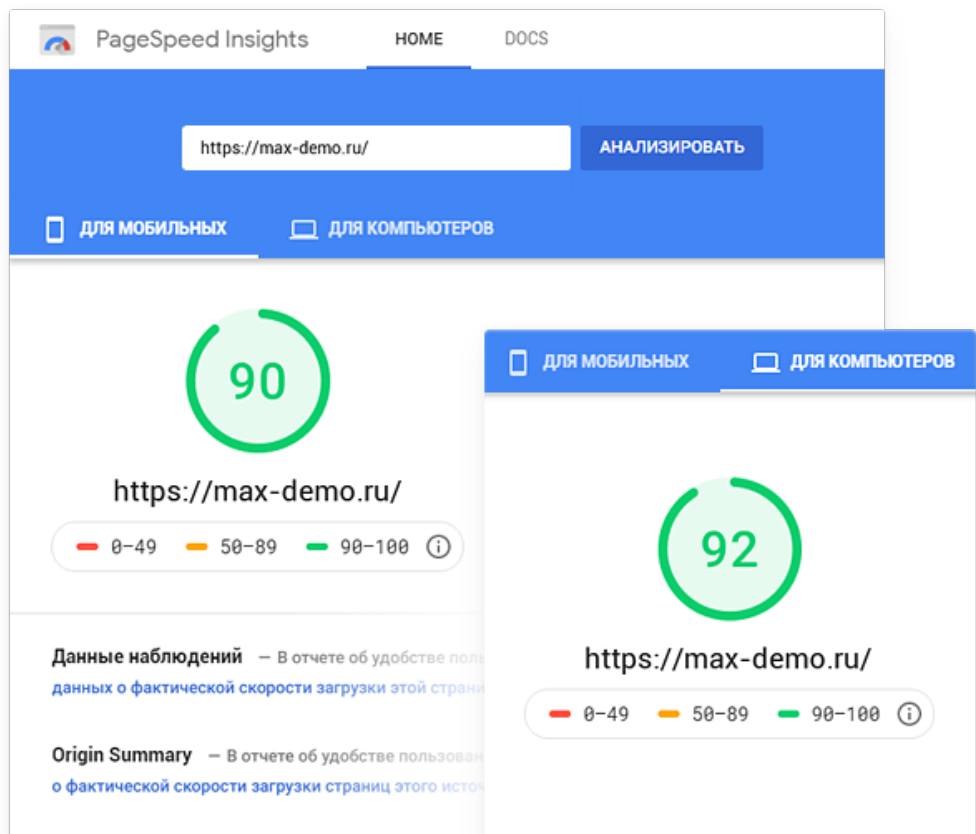 PageSpeed Insights HOME DOCS
https://max-demo.ru/ АНАЛИЗИРОВАТЬ
ДЛЯ МОБИЛЬНЫХ ДЛЯ КОМПЬЮТЕРОВ
90
https://max-demo.ru/
0–49 50–89 90–100
Данные наблюдений — В отчете об удобстве
данных о фактической скорости загрузки этой
Origin Summary — В отчете об удобстве
о фактической скорости загрузки страниц этого
ДЛЯ МОБИЛЬНЫХ ДЛЯ КОМПЬЮТЕРОВ
92
https://max-demo.ru/
0–49 50–89 90–100